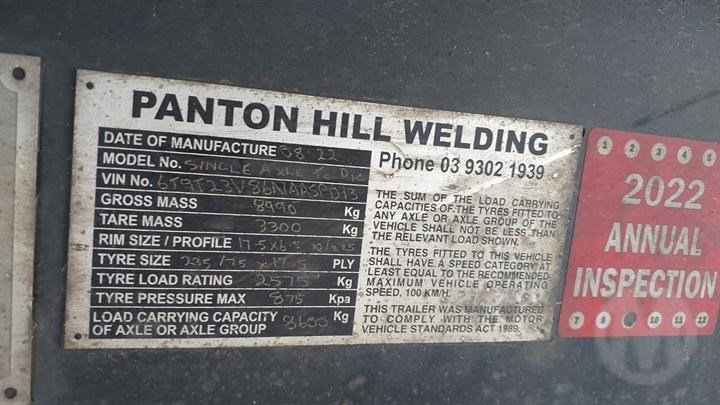 PANTON HILL WELDING
DATE OF MANUFACTURE 08-22
MODEL No. SINGLE AXLE
VIN No.
GROSS MASS 8990 Kg
TARE MASS 3300 Kg
RIM SIZE / PROFILE 17.5x6.
TYRE SIZE 235/75 x 17.5 PLY
TYRE LOAD RATING 2575 Kg
TYRE PRESSURE MAX 875 Kpa
LOAD CARRYING CAPACITY
OF AXLE OR AXLE GROUP 8600 Kg
Phone 03 9302 1939
THE SUM OF THE LOAD CARRYING
CAPACITIES OF THE TYRES FITTED TO
ANY AXLE OR AXLE GROUP OF THE
VEHICLE SHALL NOT BE LESS THAN
THE RELEVANT LOAD SHOWN.
THE TYRES FITTED TO THIS VEHICLE
SHALL HAVE A SPEED CATEGORY AT
LEAST EQUAL TO THE RECOMMENDED
MAXIMUM VEHICLE OPERATING
SPEED, 100 KM/H.
THIS TRAILER WAS MANUFACTURED
TO COMPLY WITH THE MOTOR
VEHICLE STANDARDS ACT 1989.
1 2 3 4 5 6
2022
ANNUAL
INSPECTION
7 8 10 11 12